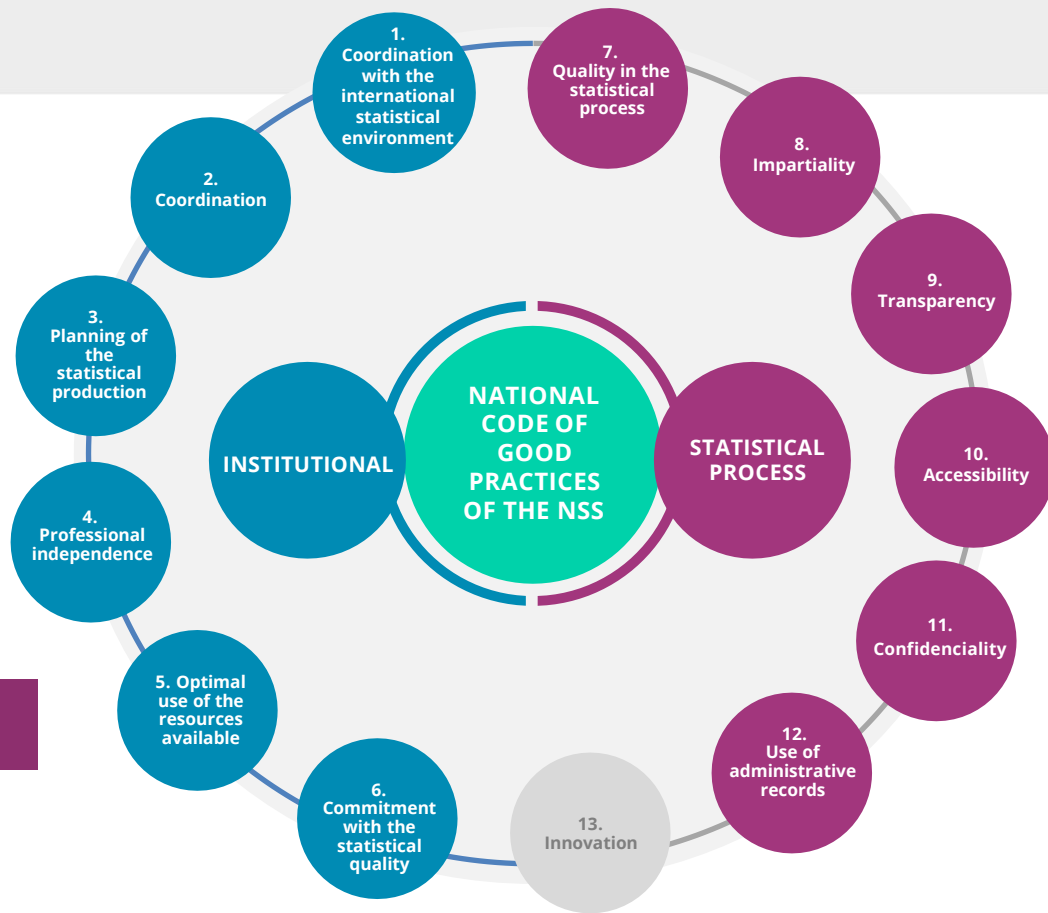 1.
Coordination
with the
international
statistical
environment
2.
Coordination
3.
Planning of
the
statistical
production
4.
Professional
independence
5. Optimal
use of the
resources
available
6.
Commitment
with the
statistical
quality
7.
Quality in the
statistical
process
8.
Impartiality
9.
Transparency
10.
Accessibility
11.
Confidenciality
12.
Use of
administrative
records
13.
Innovation
INSTITUTIONAL
NATIONAL
CODE OF
GOOD
PRACTICES
OF THE NSS
STATISTICAL
PROCESS